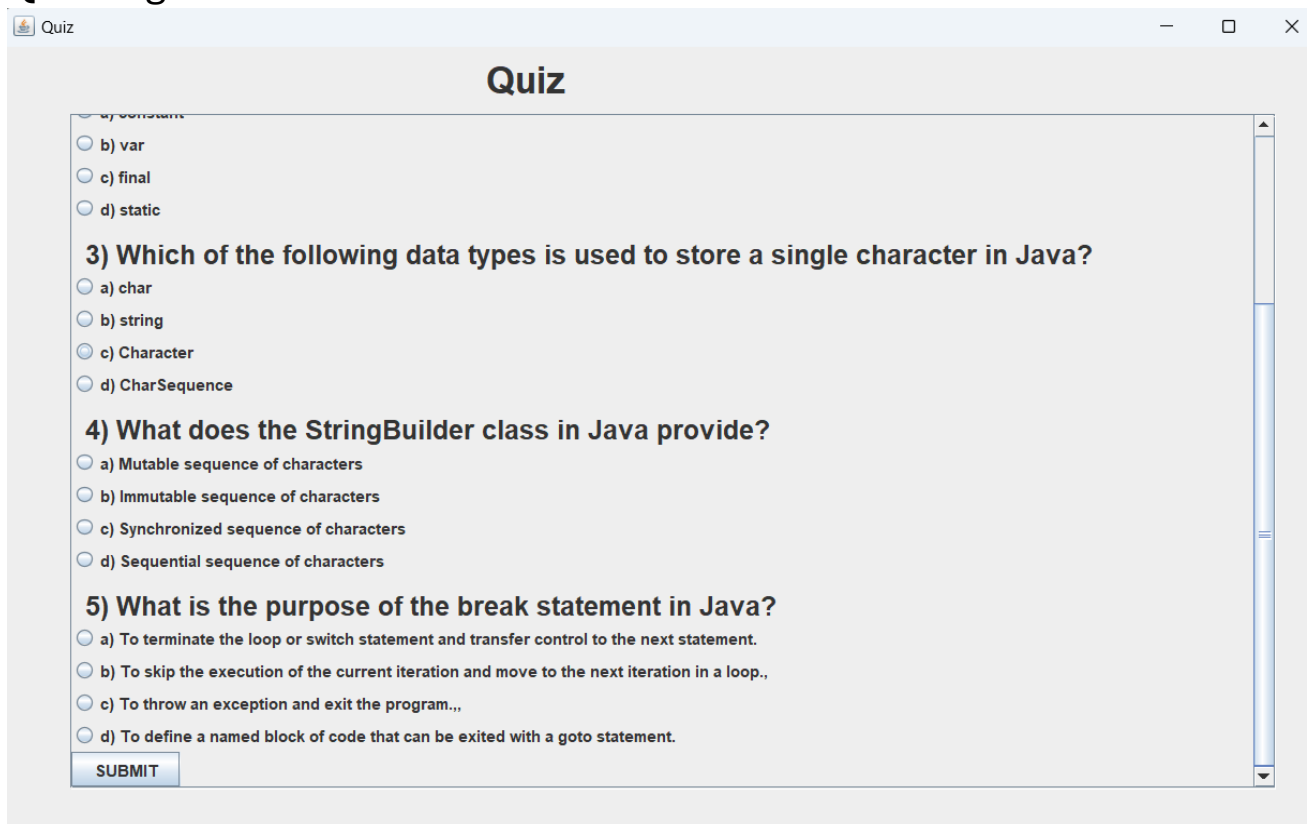 Quiz
Quiz
a) constant
b) var
c) final
d) static
3) Which of the following data types is used to store a single character in Java?
a) char
b) string
c) Character
d) CharSequence
4) What does the StringBuilder class in Java provide?
a) Mutable sequence of characters
b) Immutable sequence of characters
c) Synchronized sequence of characters
d) Sequential sequence of characters
5) What is the purpose of the break statement in Java?
a) To terminate the loop or switch statement and transfer control to the next statement.
b) To skip the execution of the current iteration and move to the next iteration in a loop.,
c) To throw an exception and exit the program.,,
d) To define a named block of code that can be exited with a goto statement.
SUBMIT